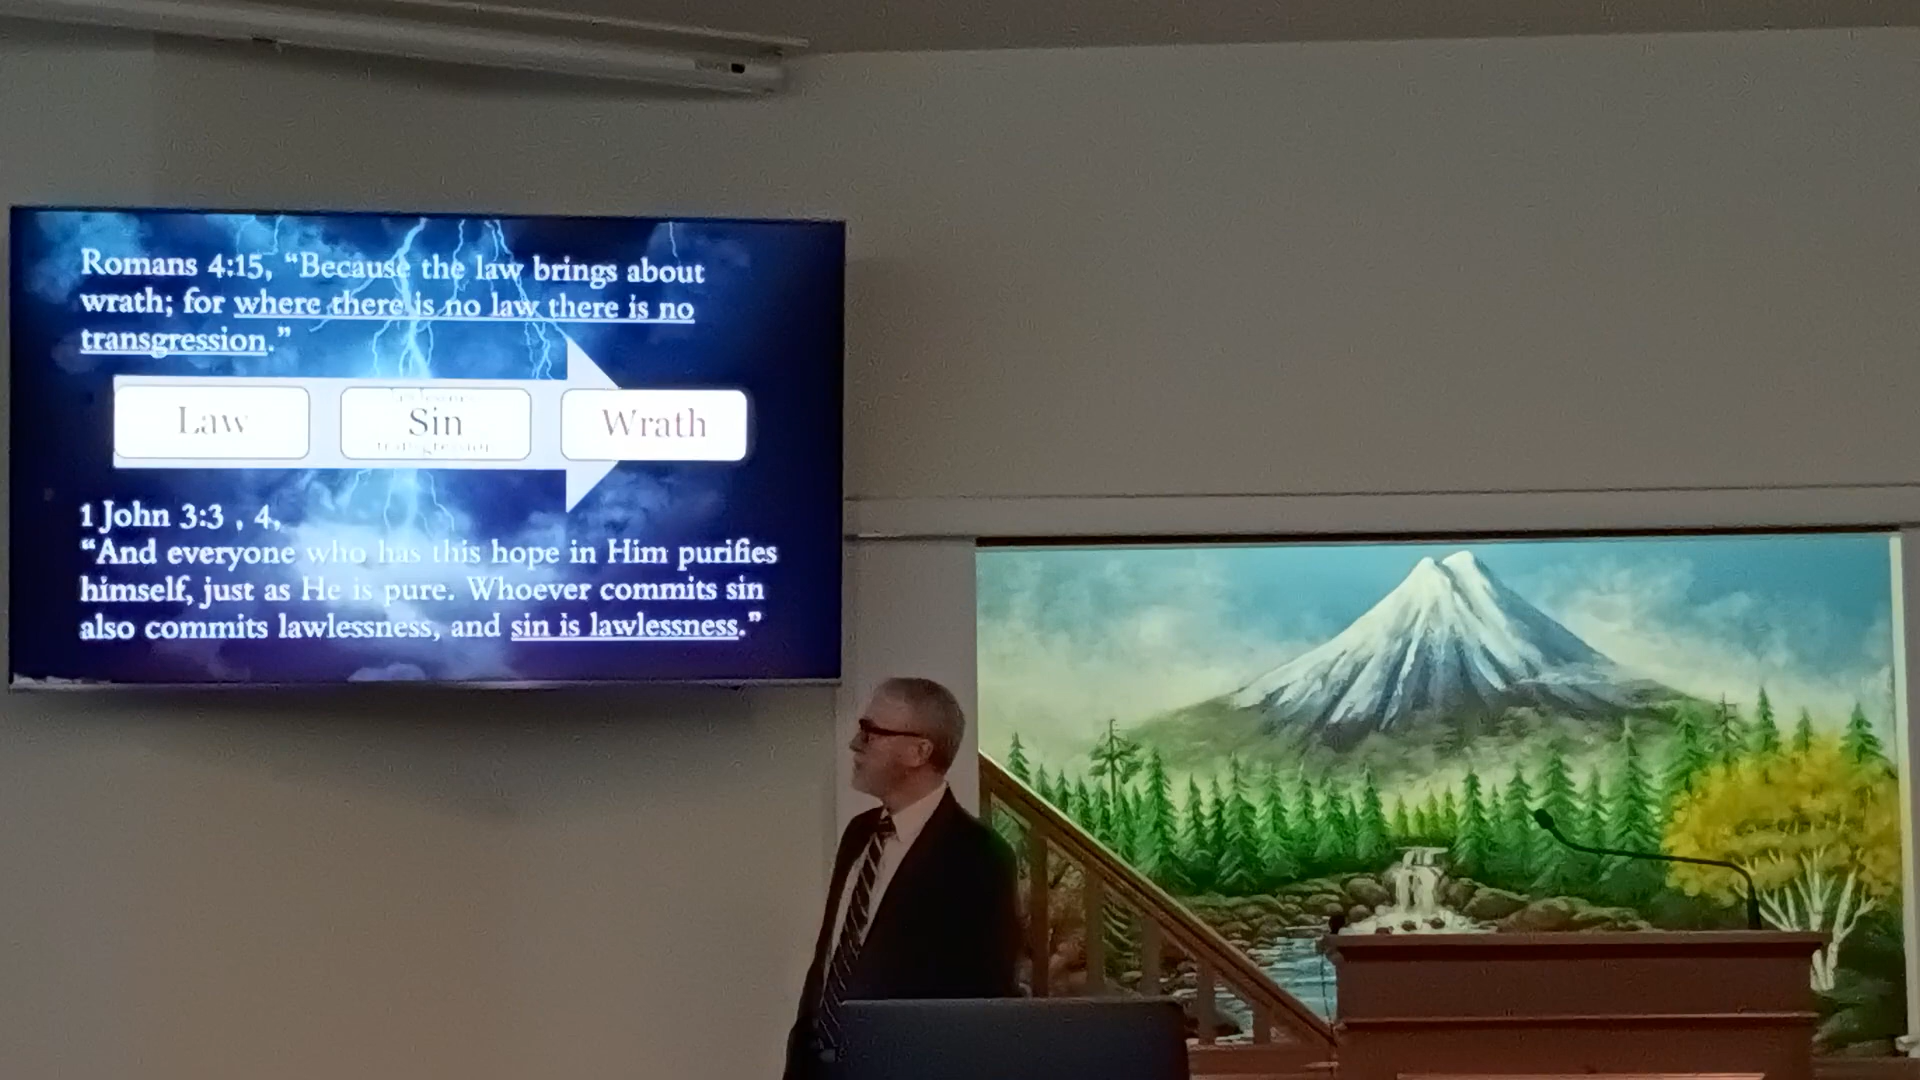 Romans 4:15, “Because the law brings about
wrath; for where there is no law there is no
transgression.”
Law
Sin
transgression
Wrath
1 John 3:3 , 4,
“And everyone who has this hope in Him purifies
himself, just as He is pure. Whoever commits sin
also commits lawlessness, and sin is lawlessness.”